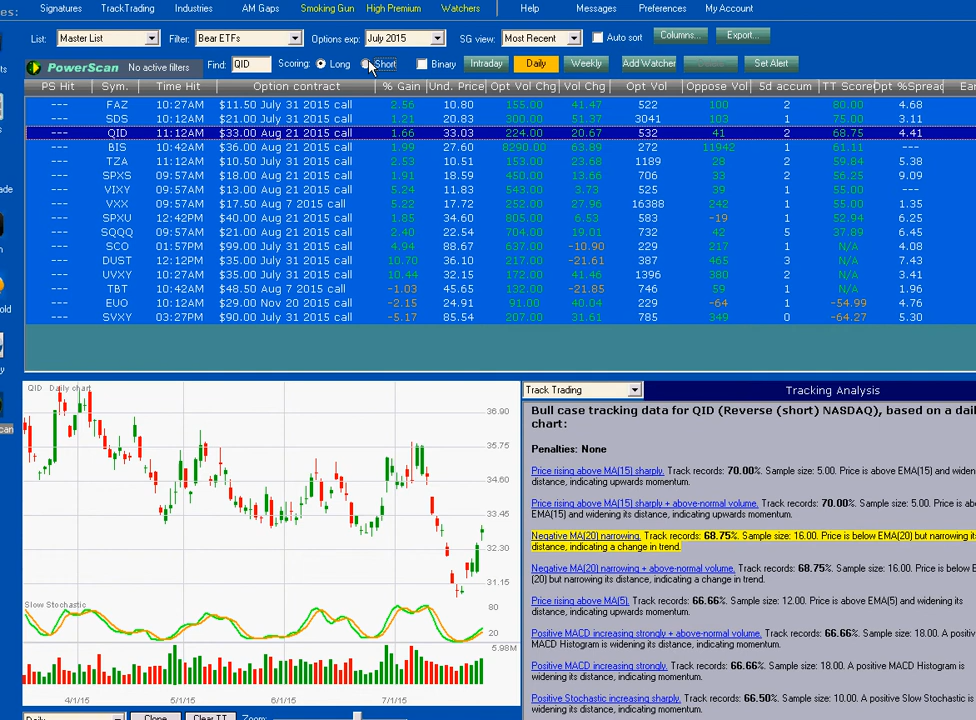 es: Signatures TrackTrading Industries AM Gaps Smoking Gun High Premium Watchers Help Messages Preferences My Account
List: Master List Filter: Bear ETFs Options exp: July 2015 SG view: Most Recent Auto sort Columns... Export...
PowerScan No active filters Find: QID Scoring: Long Short Binary Intraday Daily Weekly Add Watcher Set Alert
PS Hit Sym. Time Hit Option contract % Gain Und. Price Opt Vol Chg Vol Chg Opt Vol Oppose Vol Sd accum TT Score Opt %Spread Earn
--- FAZ 10:27AM $11.50 July 31 2015 call 2.56 10.80 155.00 41.47 522 100 2 80.00 4.68
--- SDS 10:27AM $21.00 July 31 2015 call 1.21 20.83 300.00 51.37 3041 103 1 75.00 3.11
--- QID 11:12AM $33.00 Aug 21 2015 call 1.66 33.03 224.00 20.67 532 41 2 68.75 4.41
--- BIS 10:42AM $36.00 Aug 21 2015 call 1.99 27.60 8290.00 63.89 272 11942 1 61.11 ---
--- TZA 11:12AM $10.50 July 31 2015 call 2.53 10.51 153.00 23.68 1189 28 2 59.84 5.38
--- SPXS 09:57AM $18.00 Aug 21 2015 call 1.91 18.59 450.00 13.66 706 33 2 56.25 9.09
--- VIXY 09:57AM $13.00 Aug 21 2015 call 5.24 11.83 543.00 3.73 525 39 1 55.00 ---
--- VXX 09:57AM $17.50 Aug 7 2015 call 5.22 17.72 252.00 27.96 16388 242 1 55.00 1.35
--- SPXU 12:42PM $40.00 Aug 21 2015 call 1.85 34.60 805.00 6.53 583 -19 1 52.94 6.25
--- SQQQ 09:57AM $25.00 July 31 2015 call 2.40 22.54 704.00 19.01 732 42 5 37.89 6.45
--- SCO 01:57PM $99.00 July 31 2015 call 4.94 88.67 637.00 -10.90 229 217 1 N/A 4.08
--- DUST 12:12PM $40.00 July 31 2015 call 10.70 36.10 217.00 -21.61 387 465 3 N/A 7.43
--- UVXY 10:12AM $35.00 July 31 2015 call 10.44 32.15 172.00 41.46 1396 380 2 N/A 3.41
--- TBT 10:42AM $48.50 Aug 7 2015 call -1.03 45.65 132.00 -21.85 746 59 1 N/A 1.96
--- EUO 10:12AM $29.00 Nov 20 2015 call -2.15 24.91 91.00 40.04 229 -64 1 -54.99 4.76
--- SVXY 03:27PM $90.00 July 31 2015 call -5.17 85.54 207.00 31.61 785 349 0 -64.27 5.30
QID Daily chart
36.90
35.75
34.60
33.45
32.30
31.15
Slow Stochastic
80
20
5.98M
4/1/15 5/1/15 6/1/15 7/1/15
Daily Clone Clear TT Zoom:
Track Trading Tracking Analysis
Bull case tracking data for QID (Reverse (short) NASDAQ), based on a daily
chart:
Penalties: None
Price rising above MA(15) sharply. Track records: 70.00%. Sample size: 5.00. Price is above EMA(15) and widening its
distance, indicating upwards momentum.
Price rising above MA(15) sharply + above-normal volume. Track records: 70.00%. Sample size: 5.00. Price is above
EMA(15) and widening its distance, indicating upwards momentum.
Negative MA(20) narrowing. Track records: 68.75%. Sample size: 16.00. Price is below EMA(20) but narrowing its
distance, indicating a change in trend.
Negative MA(20) narrowing + above-normal volume. Track records: 68.75%. Sample size: 16.00. Price is below E
(20) but narrowing its distance, indicating a change in trend.
Price rising above MA(5). Track records: 66.66%. Sample size: 12.00. Price is above EMA(5) and widening its
distance, indicating upwards momentum.
Positive MACD increasing strongly + above-normal volume. Track records: 66.66%. Sample size: 18.00. A positive
MACD Histogram is widening its distance, indicating upwards momentum.
Positive MACD increasing strongly. Track records: 66.66%. Sample size: 18.00. A positive MACD Histogram is
widening its distance, indicating upwards momentum.
Positive Stochastic increasing sharply. Track records: 66.50%. Sample size: 10.00. A positive Slow Stochastic is
widening its distance, indicating upwards momentum.